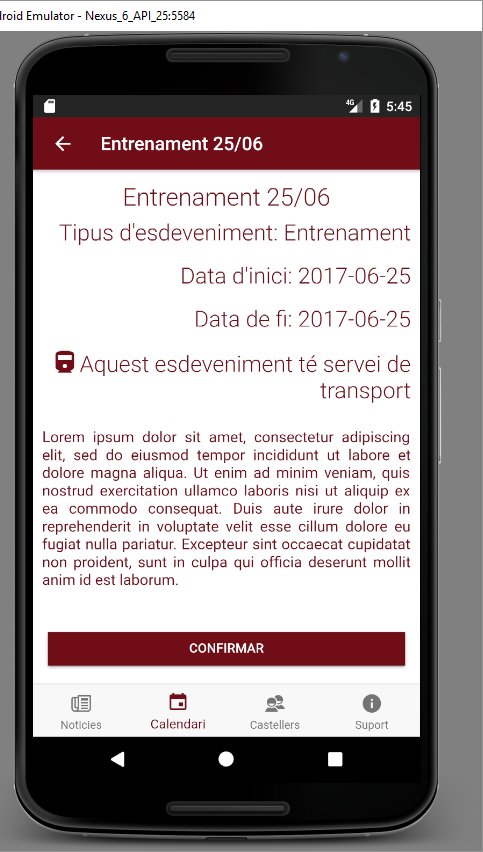 droid Emulator - Nexus_6_API_25:5584
4G 5:45
Entrenament 25/06
Entrenament 25/06
Tipus d'esdeveniment: Entrenament
Data d'inici: 2017-06-25
Data de fi: 2017-06-25
Aquest esdeveniment té servei de
transport
Lorem ipsum dolor sit amet, consectetur adipiscing
elit, sed do eiusmod tempor incididunt ut labore et
dolore magna aliqua. Ut enim ad minim veniam, quis
nostrud exercitation ullamco laboris nisi ut aliquip ex
ea commodo consequat. Duis aute irure dolor in
reprehenderit in voluptate velit esse cillum dolore eu
fugiat nulla pariatur. Excepteur sint occaecat cupidatat
non proident, sunt in culpa qui officia deserunt mollit
anim id est laborum.
CONFIRMAR
Noticies Calendari Castellers Suport